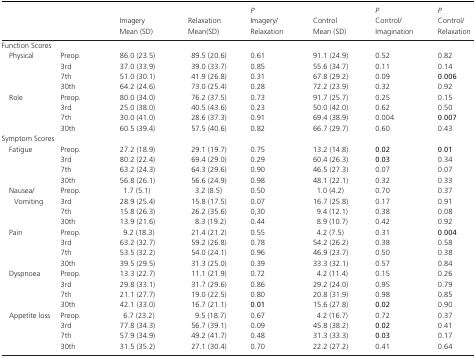 P P P
Imagery Relaxation Imagery/ Control Control/ Control/
Mean (SD) Mean(SD) Relaxation Mean (SD) Imagination Relaxation
Function Scores
Physical Preop. 86.0 (23.5) 89.5 (20.6) 0.61 91.1 (24.9) 0.52 0.82
3rd 37.0 (33.9) 39.0 (33.7) 0.85 55.6 (34.7) 0.11 0.14
7th 51.0 (30.1) 41.9 (26.8) 0.31 67.8 (29.2) 0.09 0.006
30th 64.2 (24.6) 73.0 (25.4) 0.28 72.2 (23.9) 0.32 0.92
Role Preop. 80.0 (34.0) 76.2 (37.5) 0.73 91.7 (25.7) 0.25 0.15
3rd 25.0 (38.0) 40.5 (43.6) 0.23 50.0 (42.0) 0.62 0.50
7th 30.0 (41.0) 28.6 (37.3) 0.91 69.4 (38.9) 0.004 0.007
30th 60.5 (39.4) 57.5 (40.6) 0.82 66.7 (29.7) 0.60 0.43
Symptom Scores
Fatigue Preop. 27.2 (18.9) 29.1 (19.7) 0.75 13.2 (14.8) 0.02 0.01
3rd 80.2 (22.4) 69.4 (29.0) 0.29 60.4 (26.3) 0.03 0.34
7th 63.2 (24.3) 64.3 (29.6) 0.90 46.5 (27.3) 0.07 0.07
30th 56.8 (26.1) 56.6 (24.9) 0.98 48.1 (22.1) 0.32 0.33
Nausea/ Preop. 1.7 (5.1) 3.2 (8.5) 0.50 1.0 (4.2) 0.70 0.37
Vomiting 3rd 28.9 (25.4) 15.8 (17.5) 0.07 16.7 (25.8) 0.17 0.91
7th 15.8 (26.3) 26.2 (35.6) 0,30 9.4 (12.1) 0.38 0.08
30th 13.9 (21.6) 8.3 (19.2) 0.44 8.9 (10.7) 0.42 0.92
Pain Preop. 9.2 (18.3) 21.4 (21.2) 0.55 4.2 (7.5) 0.31 0.004
3rd 63.2 (32.7) 59.2 (26.8) 0.78 54.2 (26.2) 0.38 0.58
7th 53.5 (32.2) 54.0 (24.1) 0.96 46.9 (23.7) 0.50 0.38
30th 39.5 (29.5) 31.3 (25.0) 0.39 33.3 (32.1) 0.57 0.84
Dyspnoea Preop. 13.3 (22.7) 11.1 (21.9) 0.72 4.2 (11.4) 0.15 0.26
3rd 29.8 (33.1) 31.7 (29.6) 0.86 29.2 (24.0) 0.95 0.79
7th 21.1 (27.7) 19.0 (22.5) 0.80 20.8 (31.9) 0.98 0.85
30th 42.1 (33.0) 16.7 (21.1) 0.01 15.6 (27.8) 0.02 0.90
Appetite loss Preop. 6.7 (23.2) 9.5 (18.7) 0.67 4.2 (16.7) 0.72 0.37
3rd 77.8 (34.3) 56.7 (39.1) 0.09 45.8 (38.2) 0.02 0.41
7th 57.9 (34.9) 49.2 (41.7) 0.48 31.3 (33.3) 0.03 0.17
30th 31.5 (35.2) 27.1 (30.4) 0.70 22.2 (27.2) 0.41 0.64